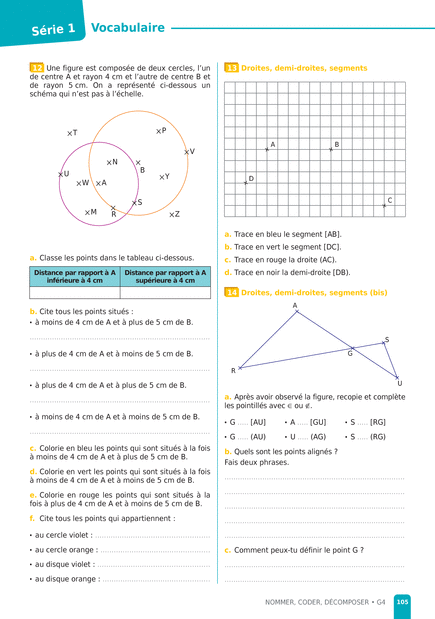 Série 1
Vocabulaire
12 Une figure est composée de deux cercles, l'un
de centre A et rayon 4 cm et l'autre de centre B et
de rayon 5 cm. On a représenté ci-dessous un
schéma qui n'est pas à l'échelle.
T
P
V
N
B
U
W
A
Y
S
M
R
Z
a. Classe les points dans le tableau ci-dessous.
Distance par rapport à A
inférieure à 4 cm
Distance par rapport à A
supérieure à 4 cm
b. Cite tous les points situés :
• à moins de 4 cm de A et à plus de 5 cm de B.
• à plus de 4 cm de A et à moins de 5 cm de B.
• à plus de 4 cm de A et à plus de 5 cm de B.
• à moins de 4 cm de A et à moins de 5 cm de B.
c. Colorie en bleu les points qui sont situés à la fois
à moins de 4 cm de A et à plus de 5 cm de B.
d. Colorie en vert les points qui sont situés à la fois
à moins de 4 cm de A et à moins de 5 cm de B.
e. Colorie en rouge les points qui sont situés à la
fois à plus de 4 cm de A et à moins de 5 cm de B.
f. Cite tous les points qui appartiennent :
• au cercle violet :
• au cercle orange :
• au disque violet :
• au disque orange :
13 Droites, demi-droites, segments
A
B
D
C
a. Trace en bleu le segment [AB].
b. Trace en vert le segment [DC].
c. Trace en rouge la droite (AC).
d. Trace en noir la demi-droite [DB).
14 Droites, demi-droites, segments (bis)
A
S
G
R
U
a. Après avoir observé la figure, recopie et complète
les pointillés avec ∈ ou ∉.
• G ..... [AU] • A ..... [GU] • S ..... [RG]
• G ..... (AU) • U ..... (AG) • S ..... (RG)
b. Quels sont les points alignés ?
Fais deux phrases.
c. Comment peux-tu définir le point G ?
NOMMER, CODER, DÉCOMPOSER • G4
105